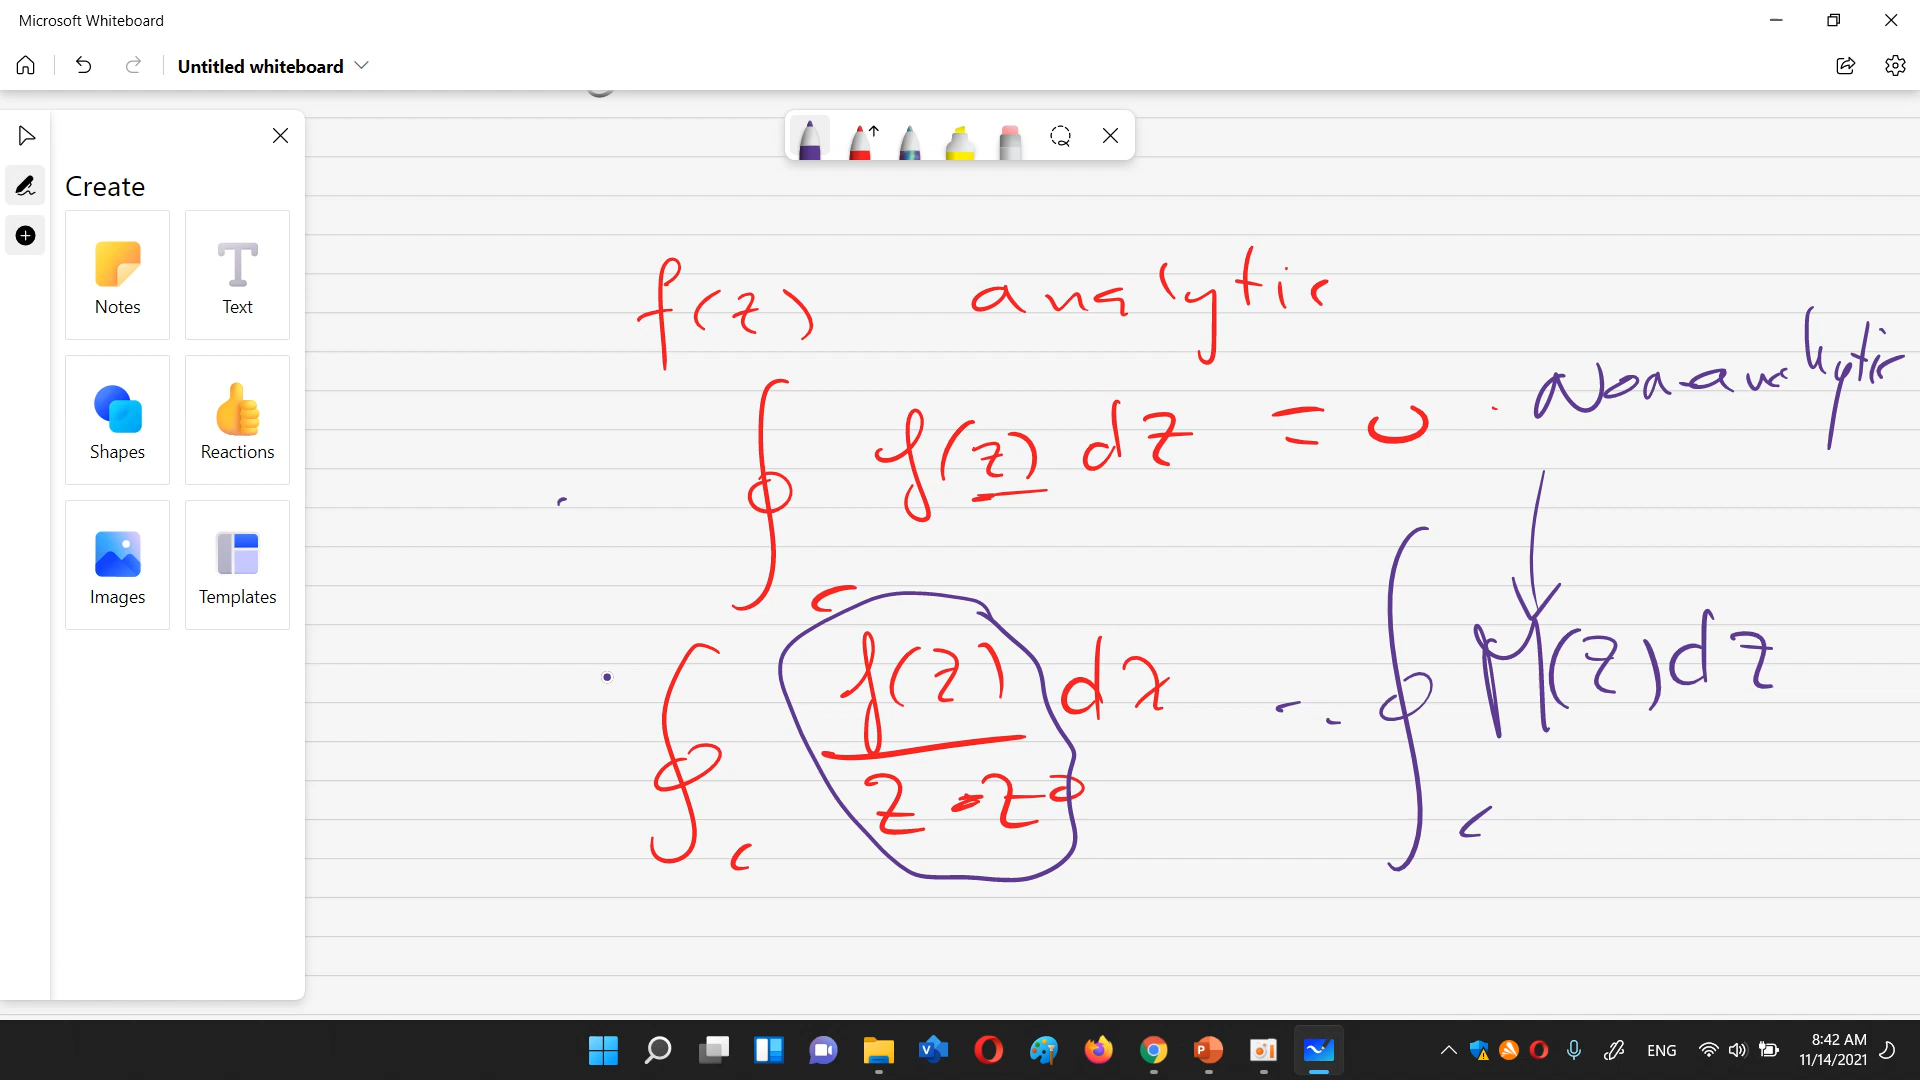 Microsoft Whiteboard
Untitled whiteboard
Create
Notes
Text
Shapes
Reactions
Images
Templates
f(z) analytic
∮ f(z) dz = 0
c
Non-analytic
∮ f(z) / z - z0 dz
c
∮ M(z) dz
c
ENG
8:42 AM
11/14/2021